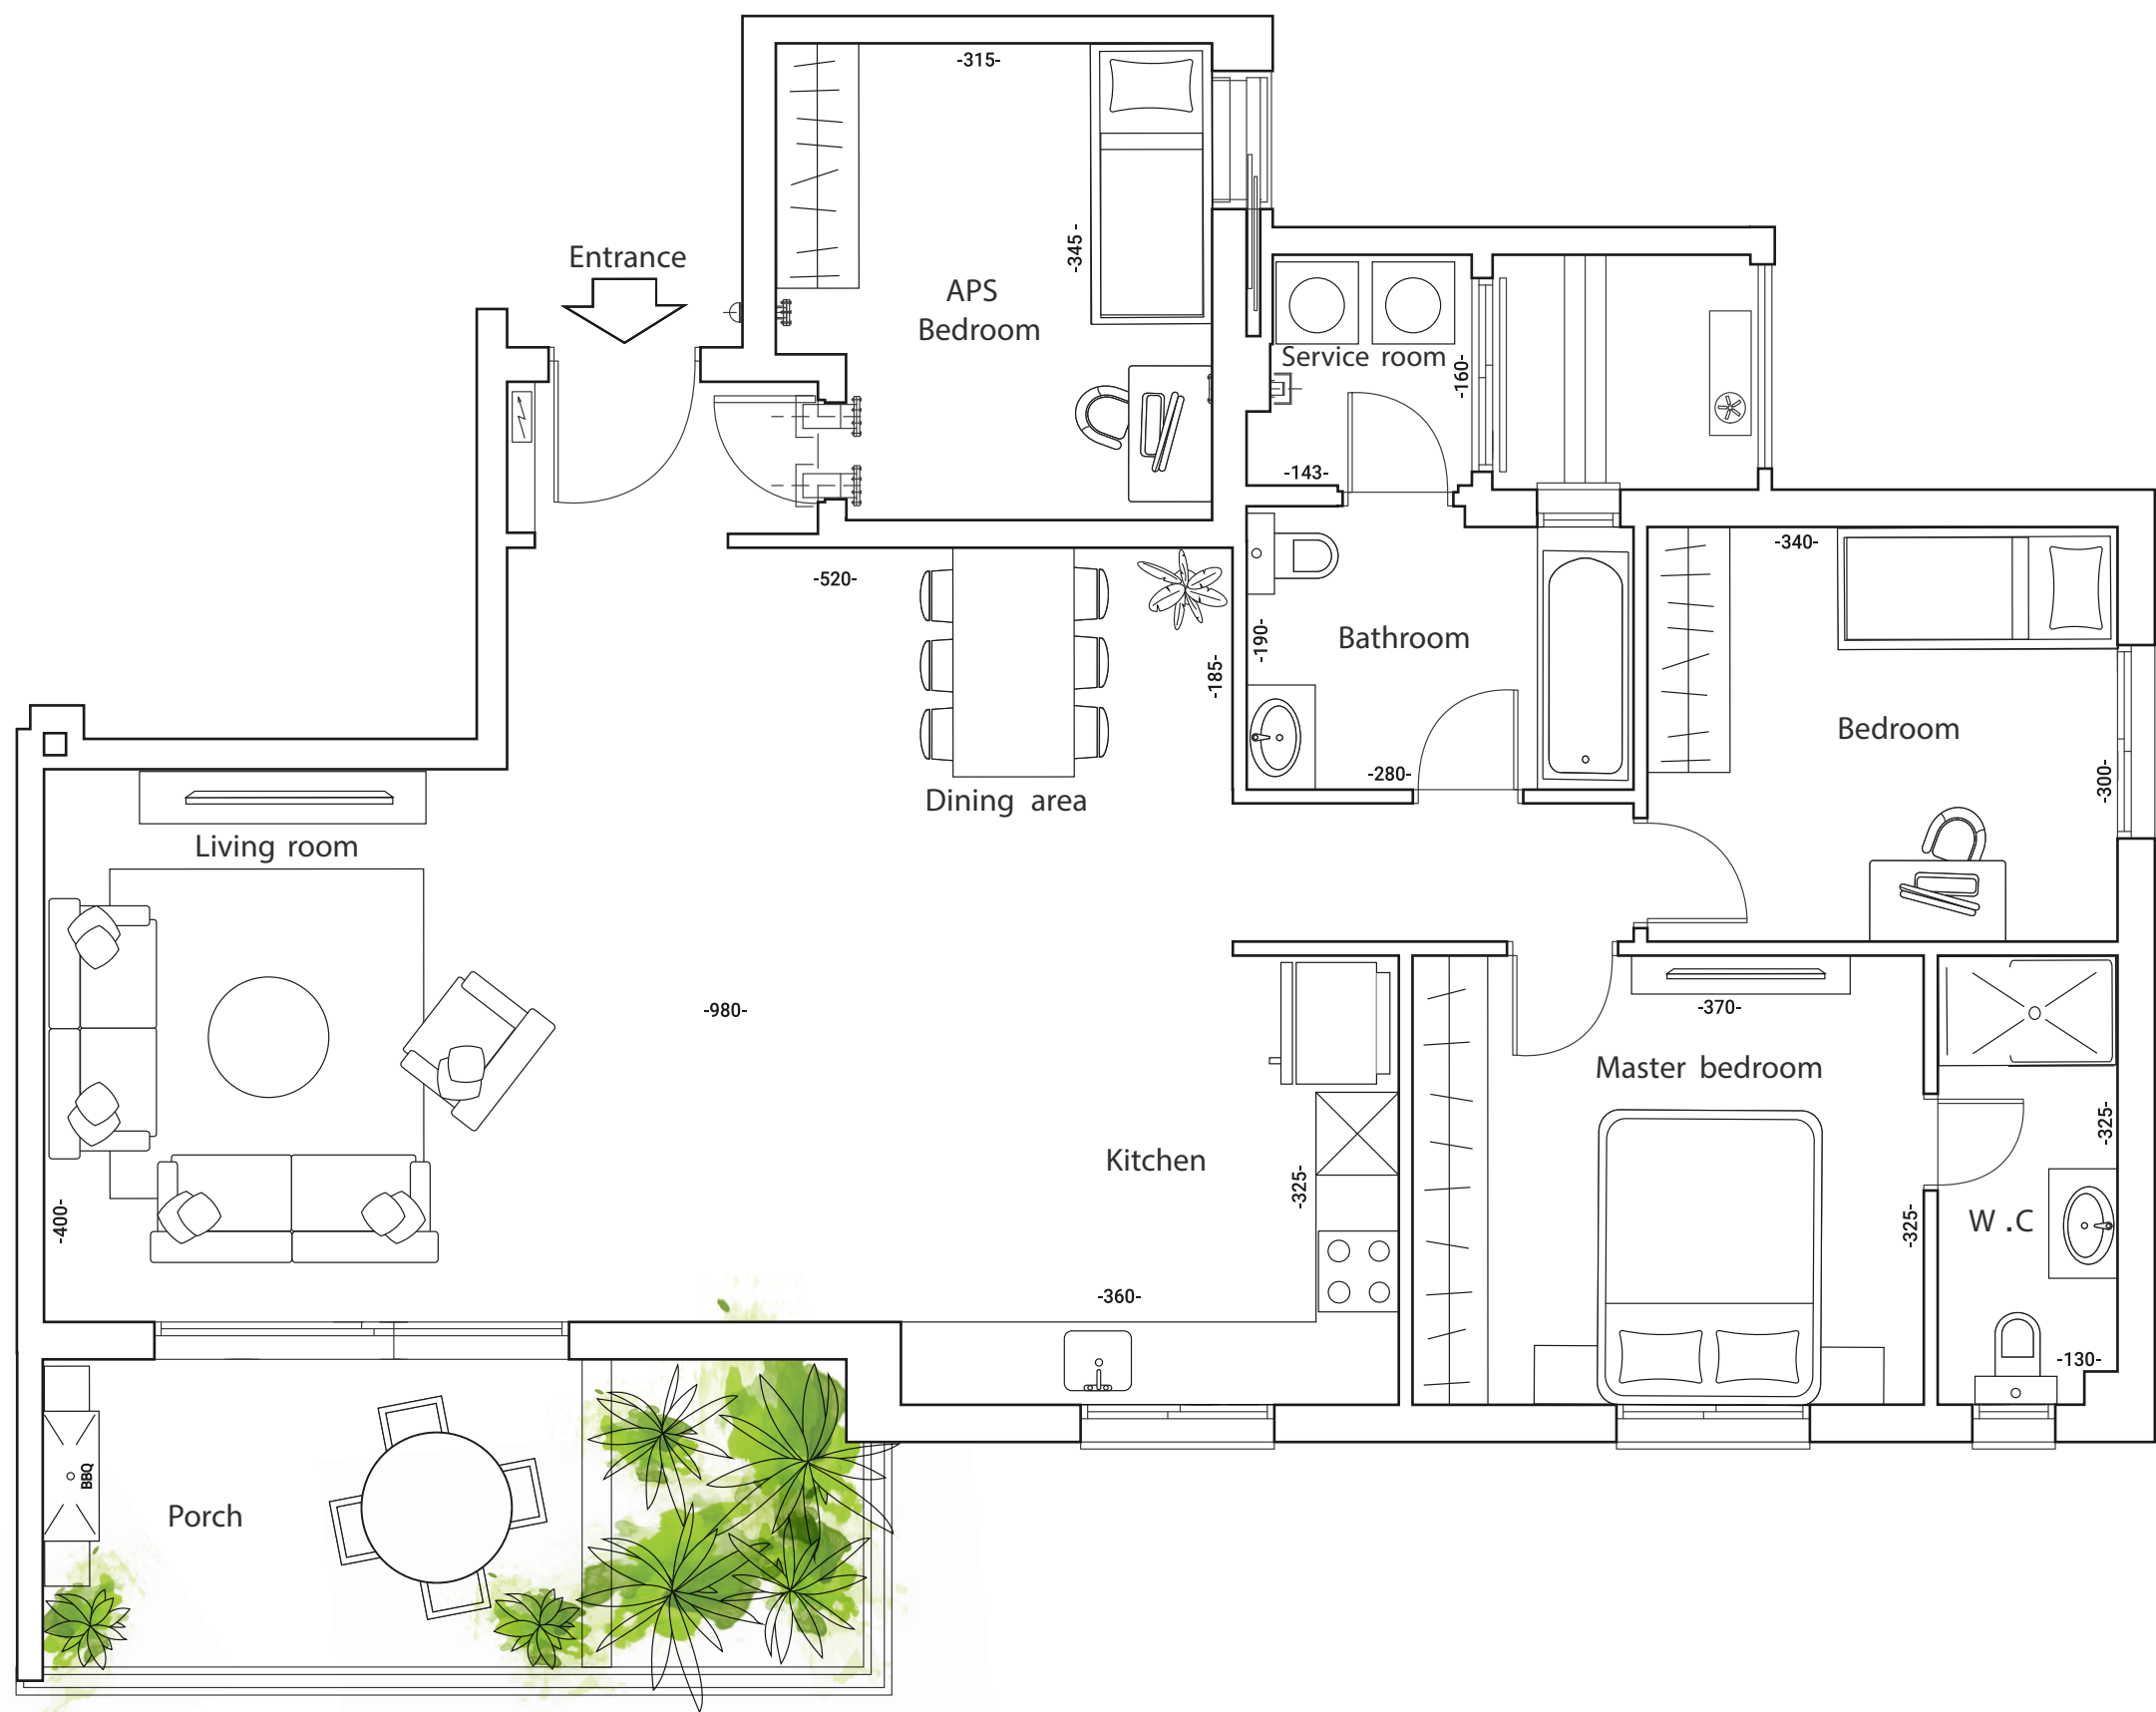 -315-
Entrance
-345 -
APS
Bedroom
Service room
-160-
-143-
-340-
-520-
-190-
Bathroom
-185-
Bedroom
-280-
-300-
Dining area
Living room
-980-
-370-
Master bedroom
-325-
Kitchen
-325-
-400-
-325-
W .C
-360-
-130-
BBQ
Porch